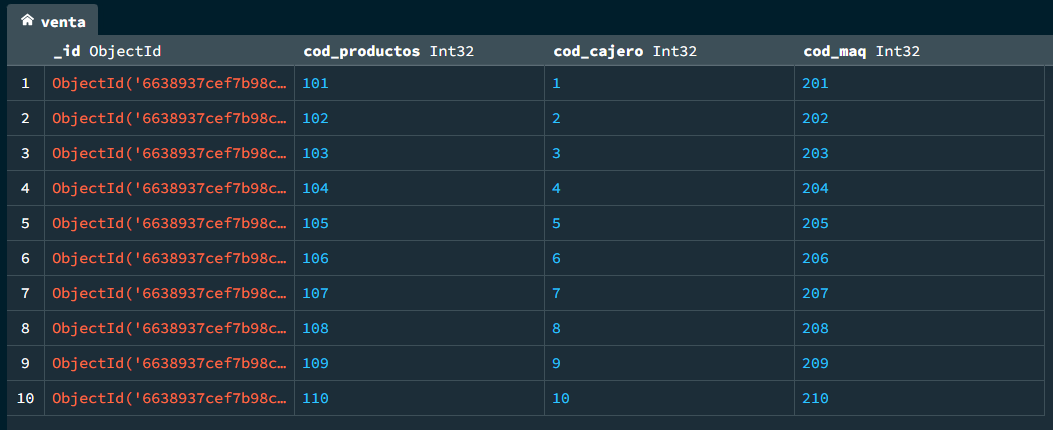 venta
_id ObjectId cod_productos Int32 cod_cajero Int32 cod_maq Int32
1 ObjectId('6638937cef7b98c… 101 1 201
2 ObjectId('6638937cef7b98c… 102 2 202
3 ObjectId('6638937cef7b98c… 103 3 203
4 ObjectId('6638937cef7b98c… 104 4 204
5 ObjectId('6638937cef7b98c… 105 5 205
6 ObjectId('6638937cef7b98c… 106 6 206
7 ObjectId('6638937cef7b98c… 107 7 207
8 ObjectId('6638937cef7b98c… 108 8 208
9 ObjectId('6638937cef7b98c… 109 9 209
10 ObjectId('6638937cef7b98c… 110 10 210